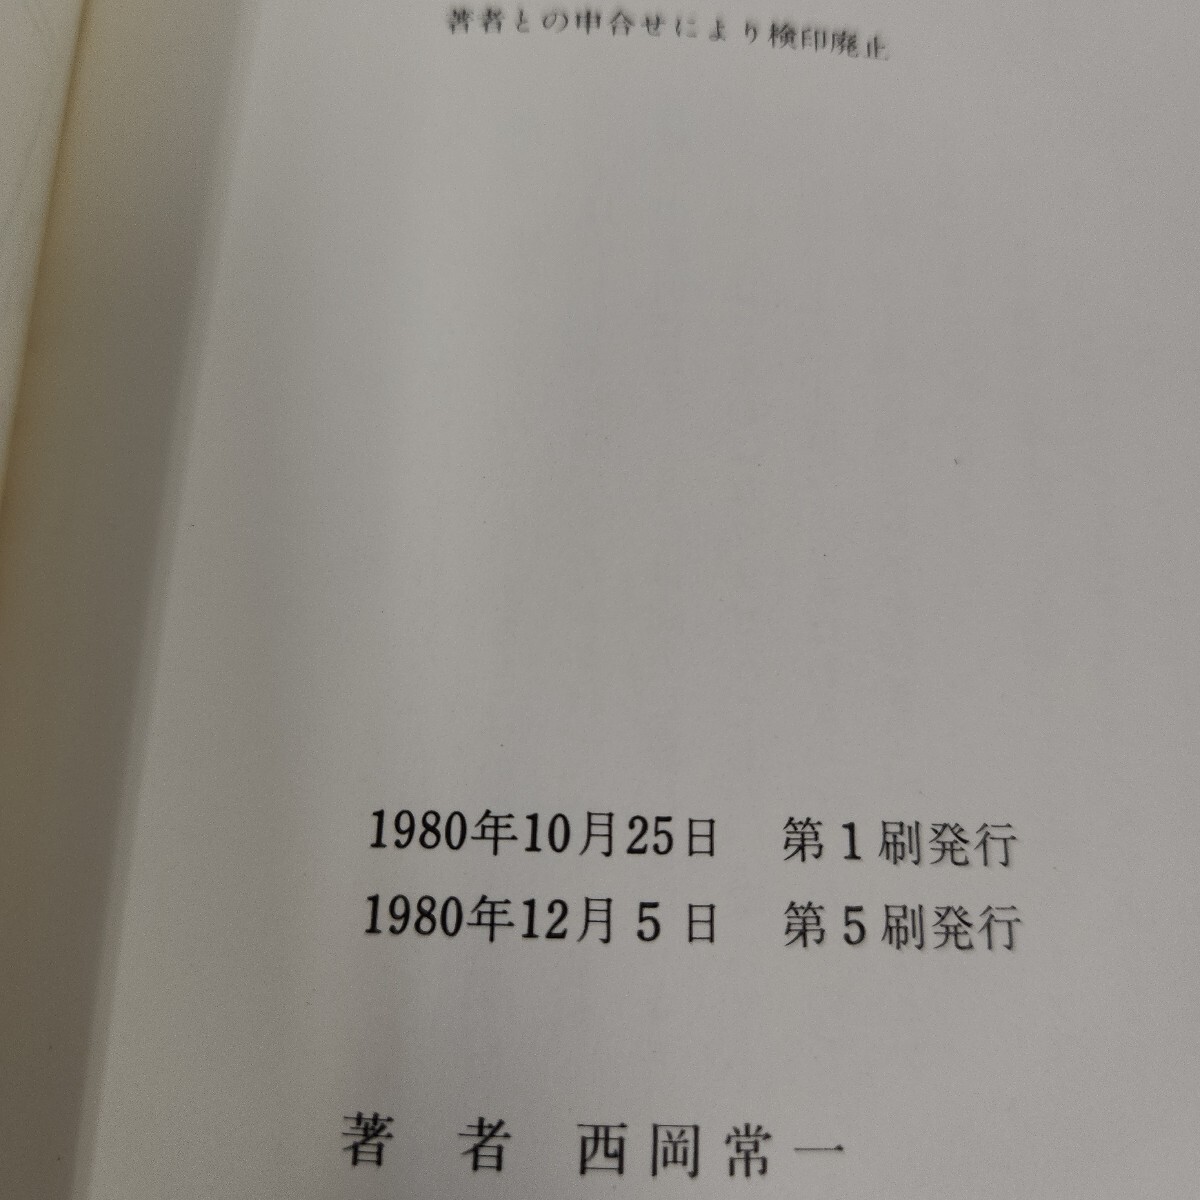 著者との申合せにより検印廃止
1980年10月25日　第1刷発行
1980年12月5日　第5刷発行
著　者　西岡常一